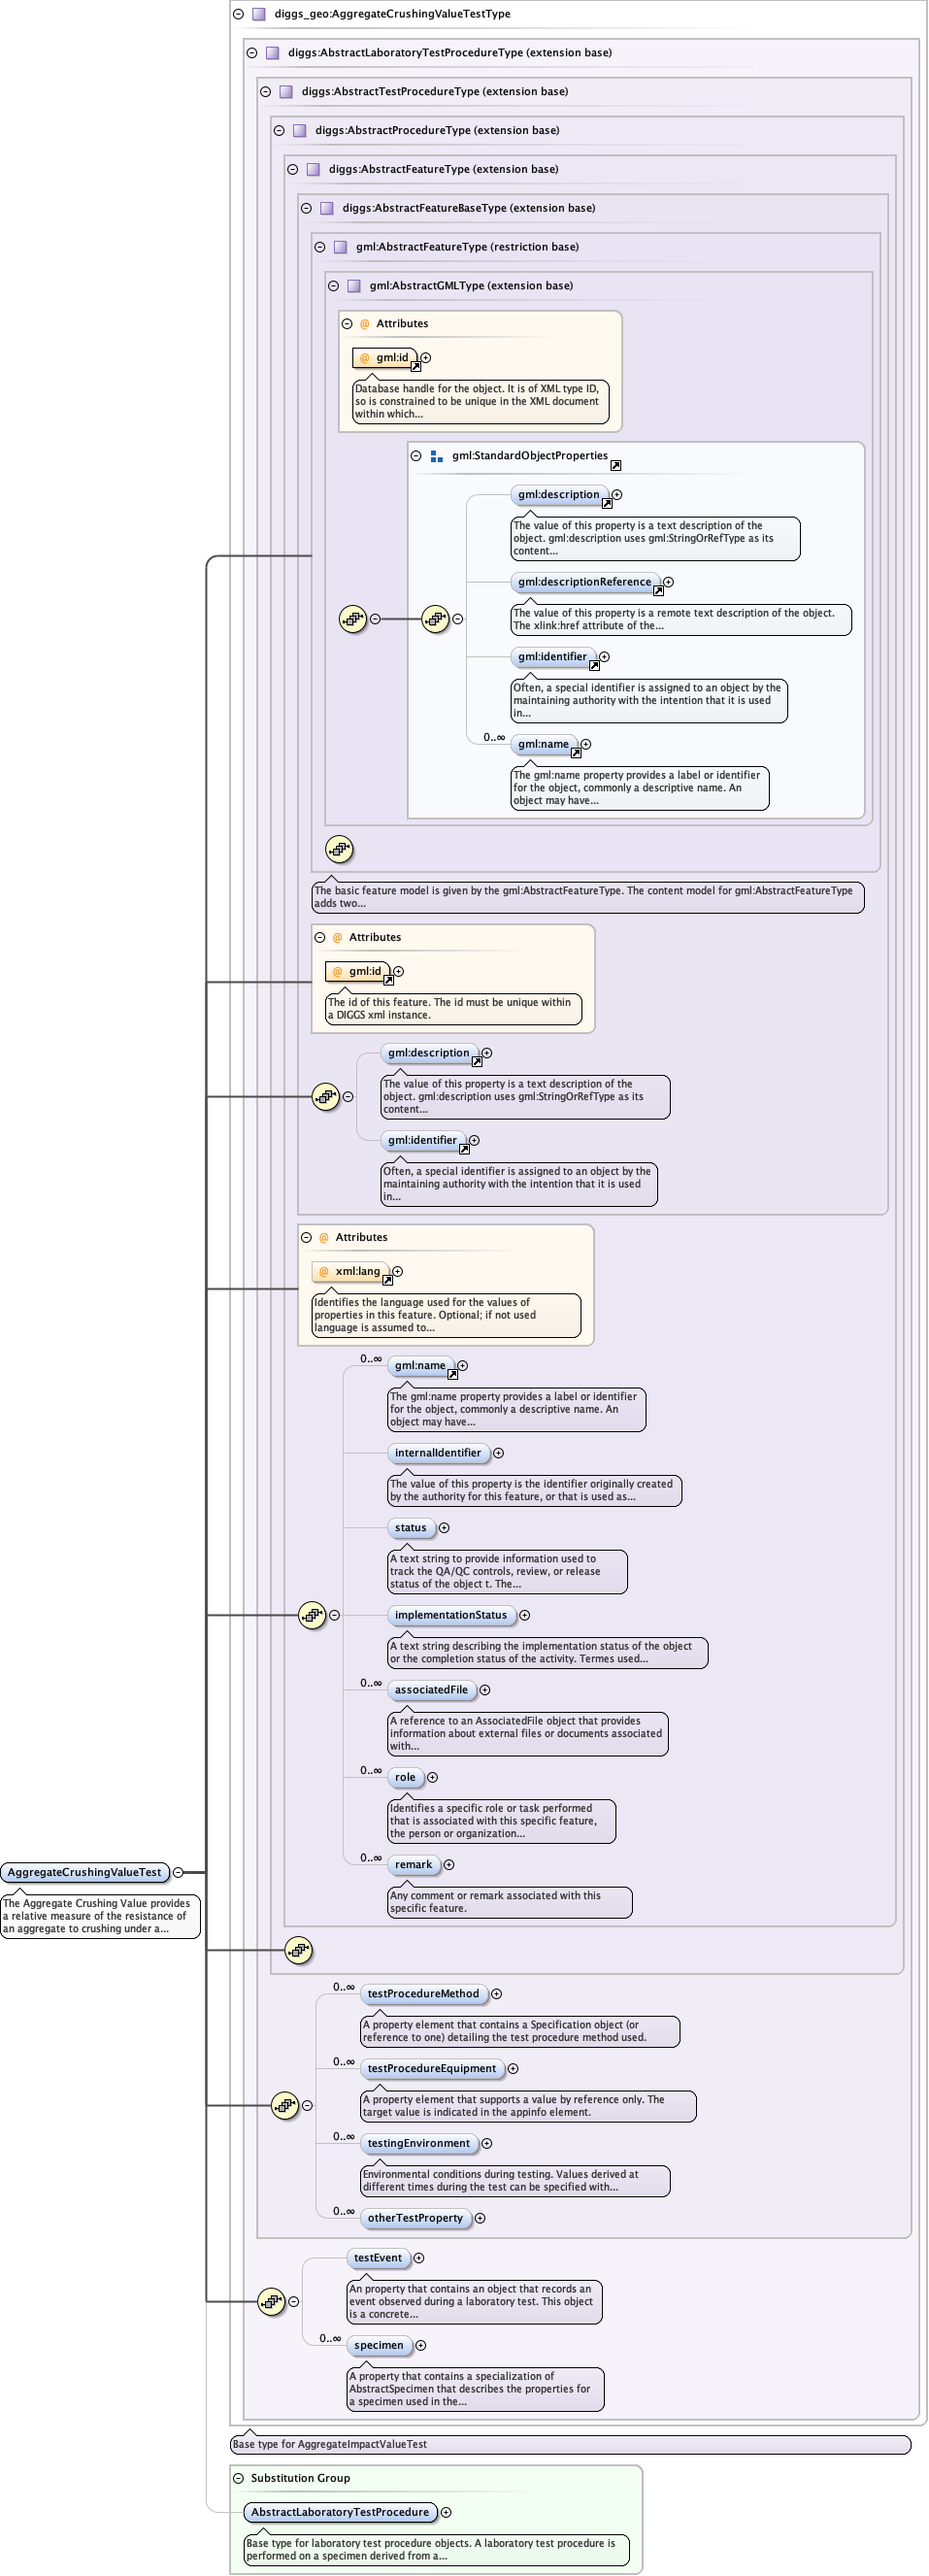 diggs_geo:AggregateCrushingValueTestType
diggs:AbstractLaboratoryTestProcedureType (extension base)
diggs:AbstractTestProcedureType (extension base)
diggs:AbstractProcedureType (extension base)
diggs:AbstractFeatureType (extension base)
diggs:AbstractFeatureBaseType (extension base)
gml:AbstractFeatureType (restriction base)
gml:AbstractGMLType (extension base)
@ Attributes
@ gml:id
Database handle for the object. It is of XML type ID,
so is constrained to be unique in the XML document
within which...
gml:StandardObjectProperties
gml:description
The value of this property is a text description of the
object. gml:description uses gml:StringOrRefType as its
content...
gml:descriptionReference
The value of this property is a remote text description of the object.
The xlink:href attribute of the...
gml:identifier
Often, a special identifier is assigned to an object by the
maintaining authority with the intention that it is used
in...
0..∞
gml:name
The gml:name property provides a label or identifier
for the object, commonly a descriptive name. An
object may have...
The basic feature model is given by the gml:AbstractFeatureType. The content model for gml:AbstractFeatureType
adds two...
@ Attributes
@ gml:id
The id of this feature. The id must be unique within
a DIGGS xml instance.
gml:description
The value of this property is a text description of the
object. gml:description uses gml:StringOrRefType as its
content...
gml:identifier
Often, a special identifier is assigned to an object by the
maintaining authority with the intention that it is used
in...
@ Attributes
@ xml:lang
Identifies the language used for the values of
properties in this feature. Optional; if not used
language is assumed to...
0..∞
gml:name
The gml:name property provides a label or identifier
for the object, commonly a descriptive name. An
object may have...
internalIdentifier
The value of this property is the identifier originally created
by the authority for this feature, or that is used as...
status
A text string to provide information used to
track the QA/QC controls, review, or release
status of the object t. The...
implementationStatus
A text string describing the implementation status of the object
or the completion status of the activity. Termes used...
0..∞
associatedFile
A reference to an AssociatedFile object that provides
information about external files or documents associated
with...
0..∞
role
Identifies a specific role or task performed
that is associated with this specific feature,
the person or organization...
0..∞
remark
Any comment or remark associated with this
specific feature.
AggregateCrushingValueTest
The Aggregate Crushing Value provides
a relative measure of the resistance of
an aggregate to crushing under a...
0..∞
testProcedureMethod
A property element that contains a Specification object (or
reference to one) detailing the test procedure method used.
0..∞
testProcedureEquipment
A property element that supports a value by reference only. The
target value is indicated in the appinfo element.
0..∞
testingEnvironment
Environmental conditions during testing. Values derived at
different times during the test can be specified with...
0..∞
otherTestProperty
testEvent
An property that contains an object that records an
event observed during a laboratory test. This object
is a concrete...
0..∞
specimen
A property that contains a specialization of
AbstractSpecimen that describes the properties for
a specimen used in the...
Base type for AggregateImpactValueTest
Substitution Group
AbstractLaboratoryTestProcedure
Base type for laboratory test procedure objects. A laboratory test procedure is
performed on a specimen derived from a...